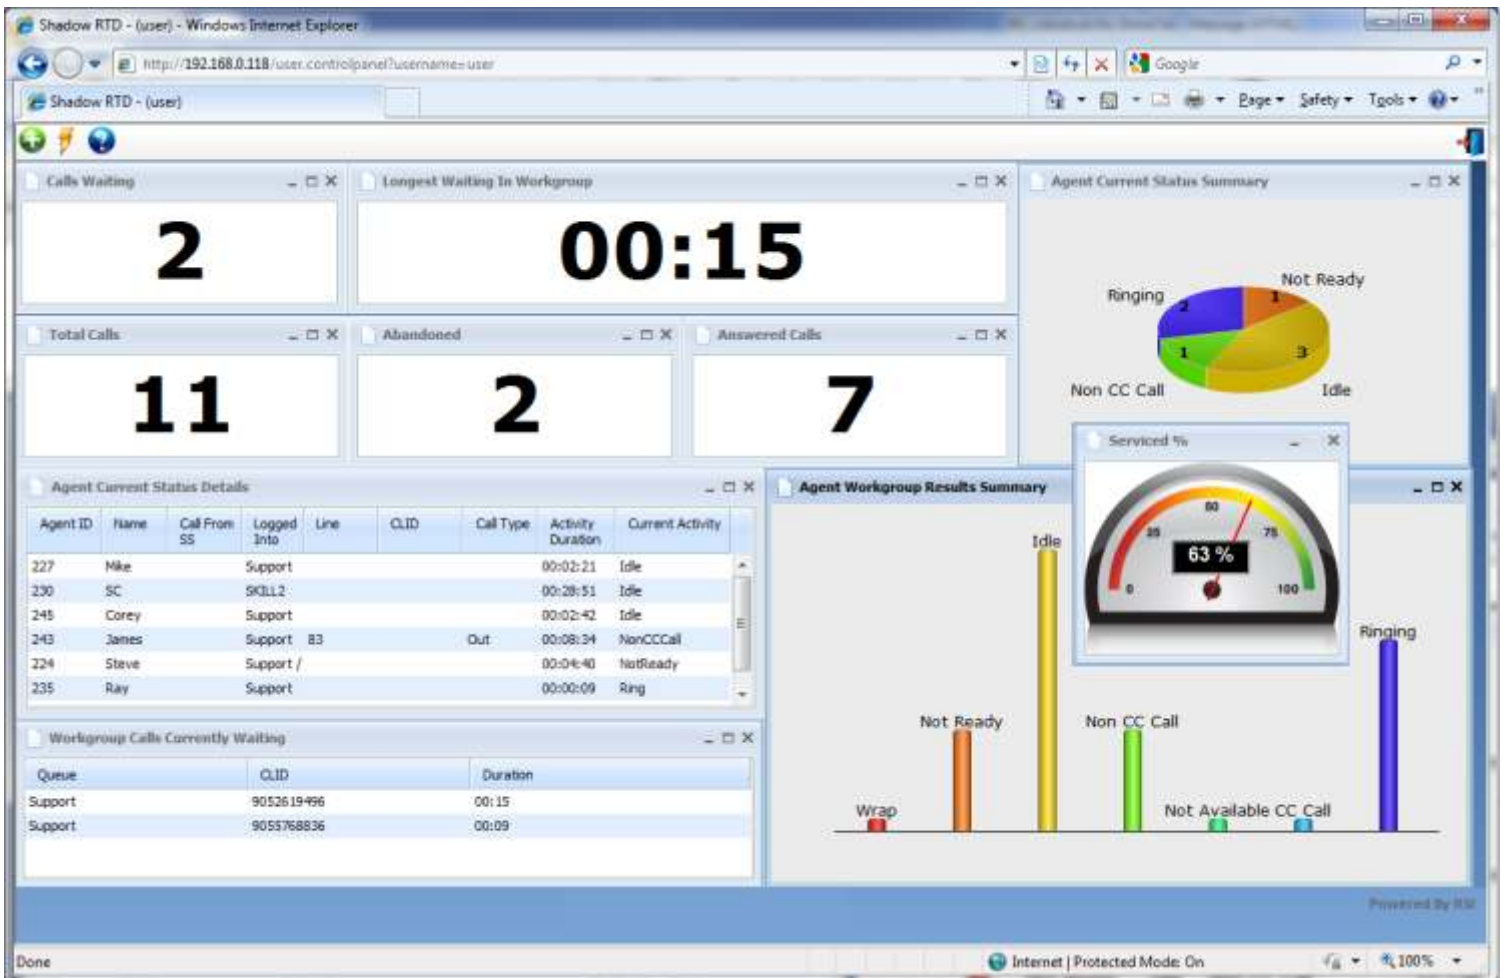 Shadow RTD - (user) - Windows Internet Explorer
http://192.168.0.118/user.controlpanel?username=user
Google
Shadow RTD - (user)
Page Safety Tools
Calls Waiting
2
Longest Waiting In Workgroup
00:15
Agent Current Status Summary
Ringing 2
Not Ready 1
Non CC Call 1
Idle 3
Total Calls
11
Abandoned
2
Answered Calls
7
Serviced %
0 25 50 75 100
63 %
Agent Current Status Details
Agent ID Name Call From SS Logged Into Line CLID Call Type Activity Duration Current Activity
227 Mike Support 00:02:21 Idle
230 SC SKILL2 00:28:51 Idle
245 Corey Support 00:02:42 Idle
243 James Support 83 Out 00:08:34 NonCCCall
224 Steve Support / 00:04:40 NotReady
235 Ray Support 00:00:09 Ring
Agent Workgroup Results Summary
Wrap
Not Ready
Idle
Non CC Call
Not Available
CC Call
Ringing
Workgroup Calls Currently Waiting
Queue CLID Duration
Support 9052619496 00:15
Support 9055768836 00:09
Powered By RSI
Done
Internet | Protected Mode: On
100%